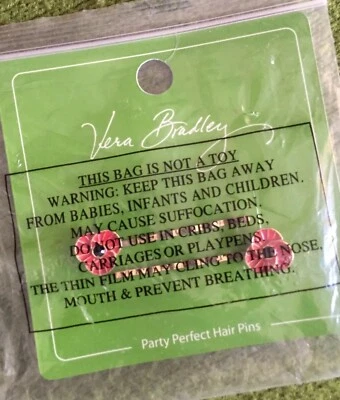 Vera Bradley
THIS BAG IS NOT A TOY
WARNING: KEEP THIS BAG AWAY
FROM BABIES, INFANTS AND CHILDREN.
MAY CAUSE SUFFOCATION.
DO NOT USE IN CRIBS, BEDS,
CARRIAGES OR PLAYPENS.
THE THIN FILM MAY CLING TO THE NOSE,
MOUTH & PREVENT BREATHING.
Party Perfect Hair Pins